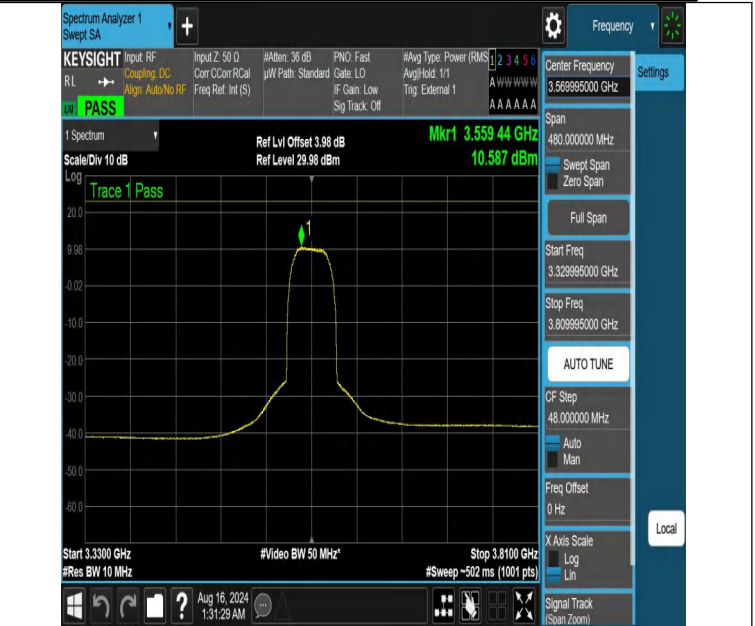 Spectrum Analyzer 1
Swept SA
+
Frequency
KEYSIGHT
RL
PASS
Input: RF
Coupling: DC
Align: Auto/No RF
Input Z: 50 Ω
Corr CCorr RCal
Freq Ref: Int (S)
#Atten: 36 dB
µW Path: Standard
PNO: Fast
Gate: LO
IF Gain: Low
Sig Track: Off
#Avg Type: Power (RMS
Avg|Hold: 1/1
Trig: External 1
1 2 3 4 5 6
A W W W W W
A A A A A A
1 Spectrum
Scale/Div 10 dB
Ref Lvl Offset 3.98 dB
Ref Level 29.98 dBm
Mkr1 3.559 44 GHz
10.587 dBm
Log
Trace 1 Pass
1
20.0
9.98
-0.02
-10.0
-20.0
-30.0
-40.0
-50.0
-60.0
Start 3.3300 GHz
#Res BW 10 MHz
#Video BW 50 MHz*
Stop 3.8100 GHz
#Sweep ~502 ms (1001 pts)
Center Frequency
3.569995000 GHz
Settings
Span
480.000000 MHz
Swept Span
Zero Span
Full Span
Start Freq
3.329995000 GHz
Stop Freq
3.809995000 GHz
AUTO TUNE
CF Step
48.000000 MHz
Auto
Man
Freq Offset
0 Hz
X Axis Scale
Log
Lin
Local
Signal Track
(Span Zoom)
?
Aug 16, 2024
1:31:29 AM